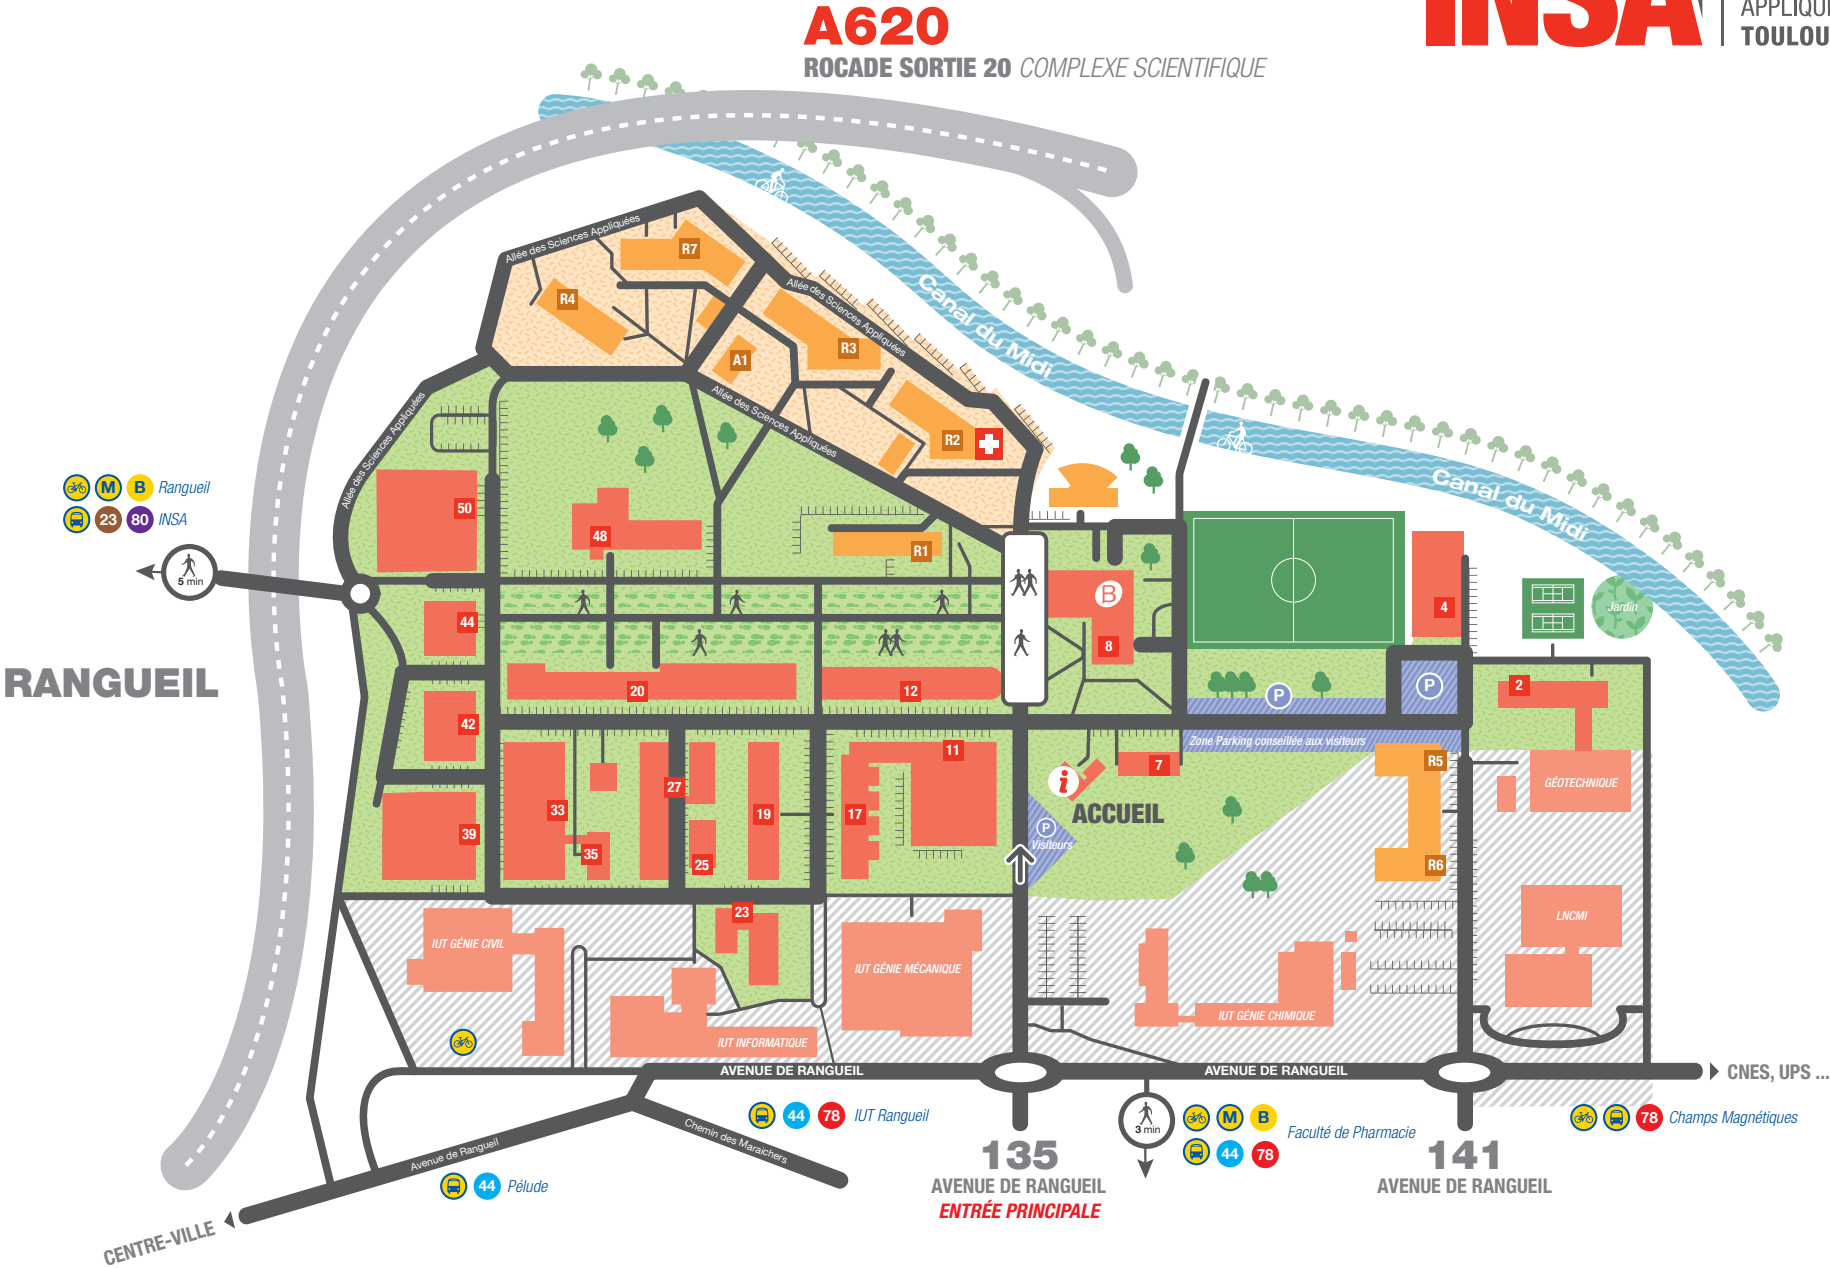 A620
ROCADE SORTIE 20 COMPLEXE SCIENTIFIQUE
INSA
TOULOU
Allée des Sciences Appliquées
R7
R4
Allée des Sciences Appliquées
R3
A1
Canal du Midi
Allée des Sciences Appliquées
R2
Allée des Sciences Appliquées
Canal du Midi
M B Rangueil
23 80 INSA
5 min
50
48
R1
B
8
4
Jardin
44
RANGUEIL
20
12
P
P
2
42
11
Zone Parking conseillée aux visiteurs
R5
7
i
ACCUEIL
GÉOTECHNIQUE
27
33
19
17
P
Visiteurs
39
35
25
R6
23
IUT GÉNIE CIVIL
LNCMI
IUT GÉNIE MÉCANIQUE
IUT GÉNIE CHIMIQUE
IUT INFORMATIQUE
AVENUE DE RANGUEIL
AVENUE DE RANGUEIL
CNES, UPS ...
44 78 IUT Rangueil
3 min
M B
44 78
Faculté de Pharmacie
78 Champs Magnétiques
Chemin des Maraichers
Avenue de Rangueil
44 Pélude
135
AVENUE DE RANGUEIL
ENTRÉE PRINCIPALE
141
AVENUE DE RANGUEIL
CENTRE-VILLE